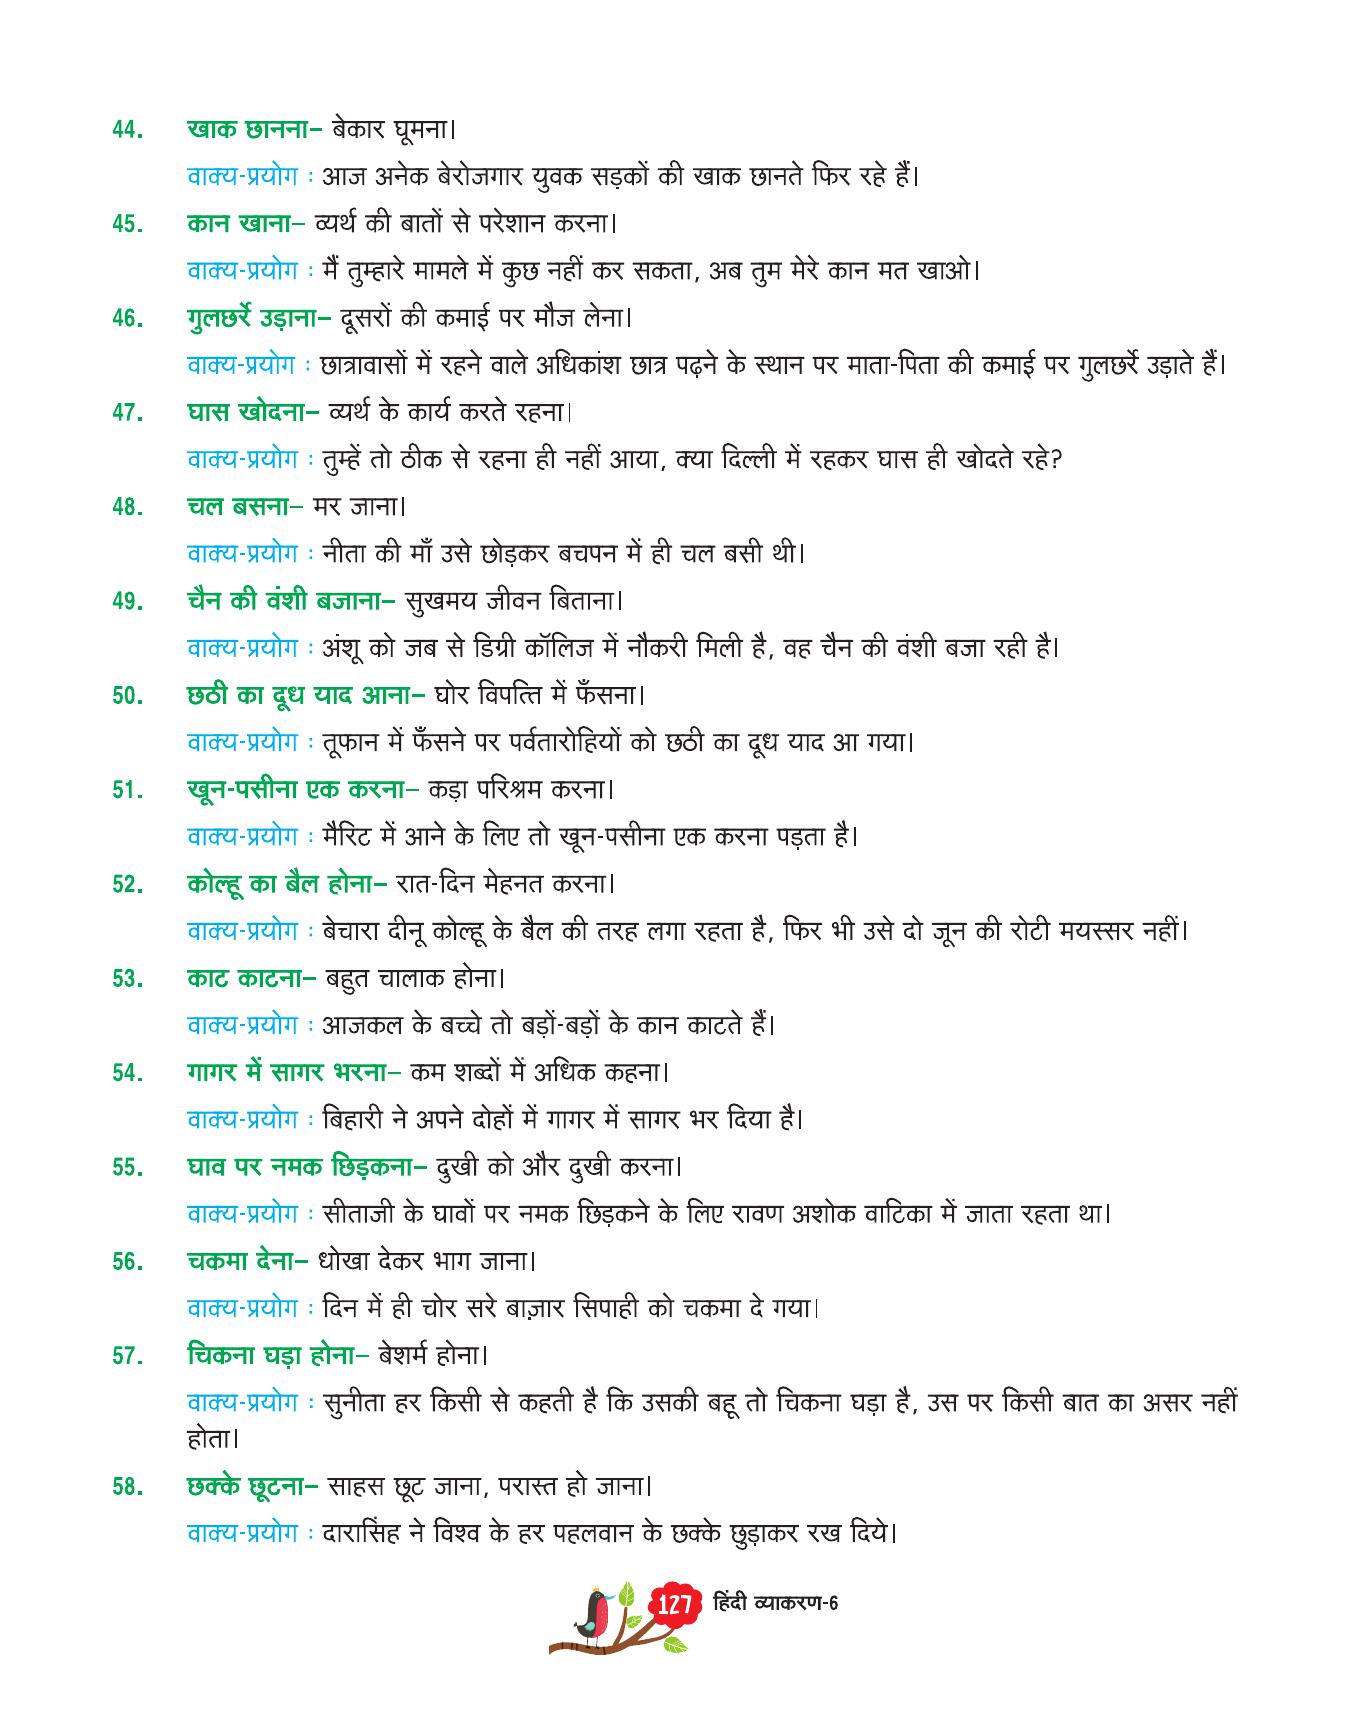 44. खाक छानना– बेकार घूमना।
वाक्य-प्रयोग : आज अनेक बेरोजगार युवक सड़कों की खाक छानते फिर रहे हैं।
45. कान खाना– व्यर्थ की बातों से परेशान करना।
वाक्य-प्रयोग : मैं तुम्हारे मामले में कुछ नहीं कर सकता, अब तुम मेरे कान मत खाओ।
46. गुलछर्रे उड़ाना– दूसरों की कमाई पर मौज लेना।
वाक्य-प्रयोग : छात्रावासों में रहने वाले अधिकांश छात्र पढ़ने के स्थान पर माता-पिता की कमाई पर गुलछर्रे उड़ाते हैं।
47. घास खोदना– व्यर्थ के कार्य करते रहना।
वाक्य-प्रयोग : तुम्हें तो ठीक से रहना ही नहीं आया, क्या दिल्ली में रहकर घास ही खोदते रहे?
48. चल बसना– मर जाना।
वाक्य-प्रयोग : नीता की माँ उसे छोड़कर बचपन में ही चल बसी थी।
49. चैन की वंशी बजाना– सुखमय जीवन बिताना।
वाक्य-प्रयोग : अंशू को जब से डिग्री कॉलिज में नौकरी मिली है, वह चैन की वंशी बजा रही है।
50. छठी का दूध याद आना– घोर विपत्ति में फँसना।
वाक्य-प्रयोग : तूफान में फँसने पर पर्वतारोहियों को छठी का दूध याद आ गया।
51. खून-पसीना एक करना– कड़ा परिश्रम करना।
वाक्य-प्रयोग : मैरिट में आने के लिए तो खून-पसीना एक करना पड़ता है।
52. कोल्हू का बैल होना– रात-दिन मेहनत करना।
वाक्य-प्रयोग : बेचारा दीनू कोल्हू के बैल की तरह लगा रहता है, फिर भी उसे दो जून की रोटी मयस्सर नहीं।
53. काट काटना– बहुत चालाक होना।
वाक्य-प्रयोग : आजकल के बच्चे तो बड़ों-बड़ों के कान काटते हैं।
54. गागर में सागर भरना– कम शब्दों में अधिक कहना।
वाक्य-प्रयोग : बिहारी ने अपने दोहों में गागर में सागर भर दिया है।
55. घाव पर नमक छिड़कना– दुखी को और दुखी करना।
वाक्य-प्रयोग : सीताजी के घावों पर नमक छिड़कने के लिए रावण अशोक वाटिका में जाता रहता था।
56. चकमा देना– धोखा देकर भाग जाना।
वाक्य-प्रयोग : दिन में ही चोर सरे बाज़ार सिपाही को चकमा दे गया।
57. चिकना घड़ा होना– बेशर्म होना।
वाक्य-प्रयोग : सुनीता हर किसी से कहती है कि उसकी बहू तो चिकना घड़ा है, उस पर किसी बात का असर नहीं
होता।
58. छक्के छूटना– साहस छूट जाना, परास्त हो जाना।
वाक्य-प्रयोग : दारासिंह ने विश्व के हर पहलवान के छक्के छुड़ाकर रख दिये।
127 हिंदी व्याकरण-6